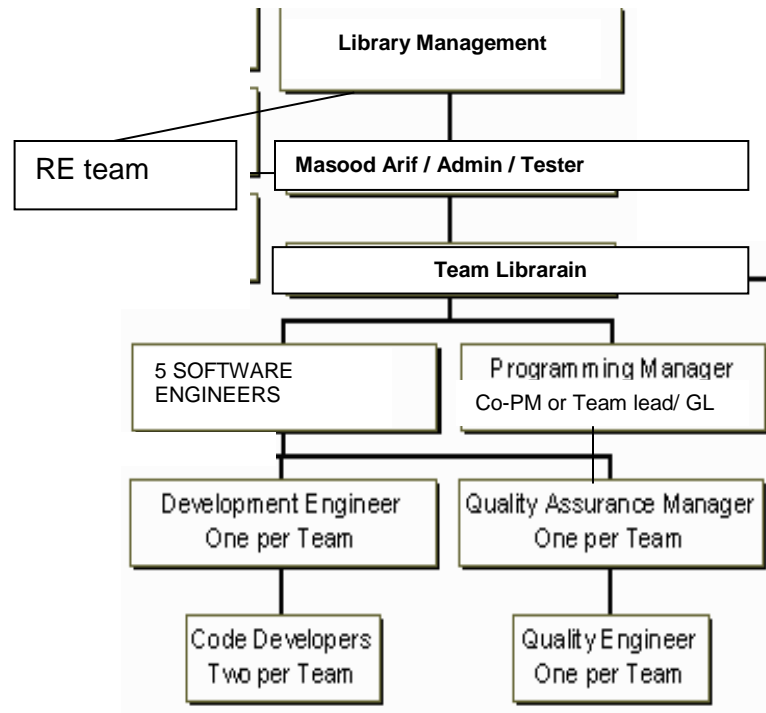 Library Management
RE team
Masood Arif / Admin / Tester
Team Librarain
5 SOFTWARE
ENGINEERS
Programming Manager
Co-PM or Team lead/ GL
Development Engineer
One per Team
Quality Assurance Manager
One per Team
Code Developers
Two per Team
Quality Engineer
One per Team